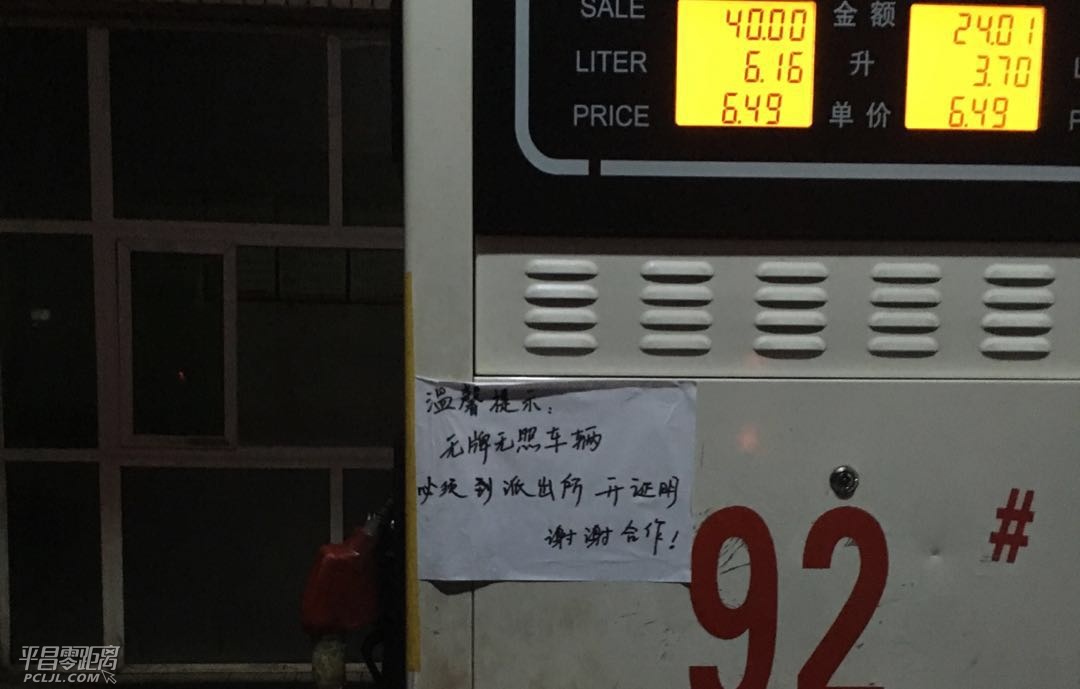 SALE 40.00 金额 24.01
LITER 6.16 升 3.70 L
PRICE 6.49 单价 6.49 P
温馨提示:
无牌无照车辆
必须到派出所开证明
谢谢合作!
92#
平昌零距离
PCLJL.COM